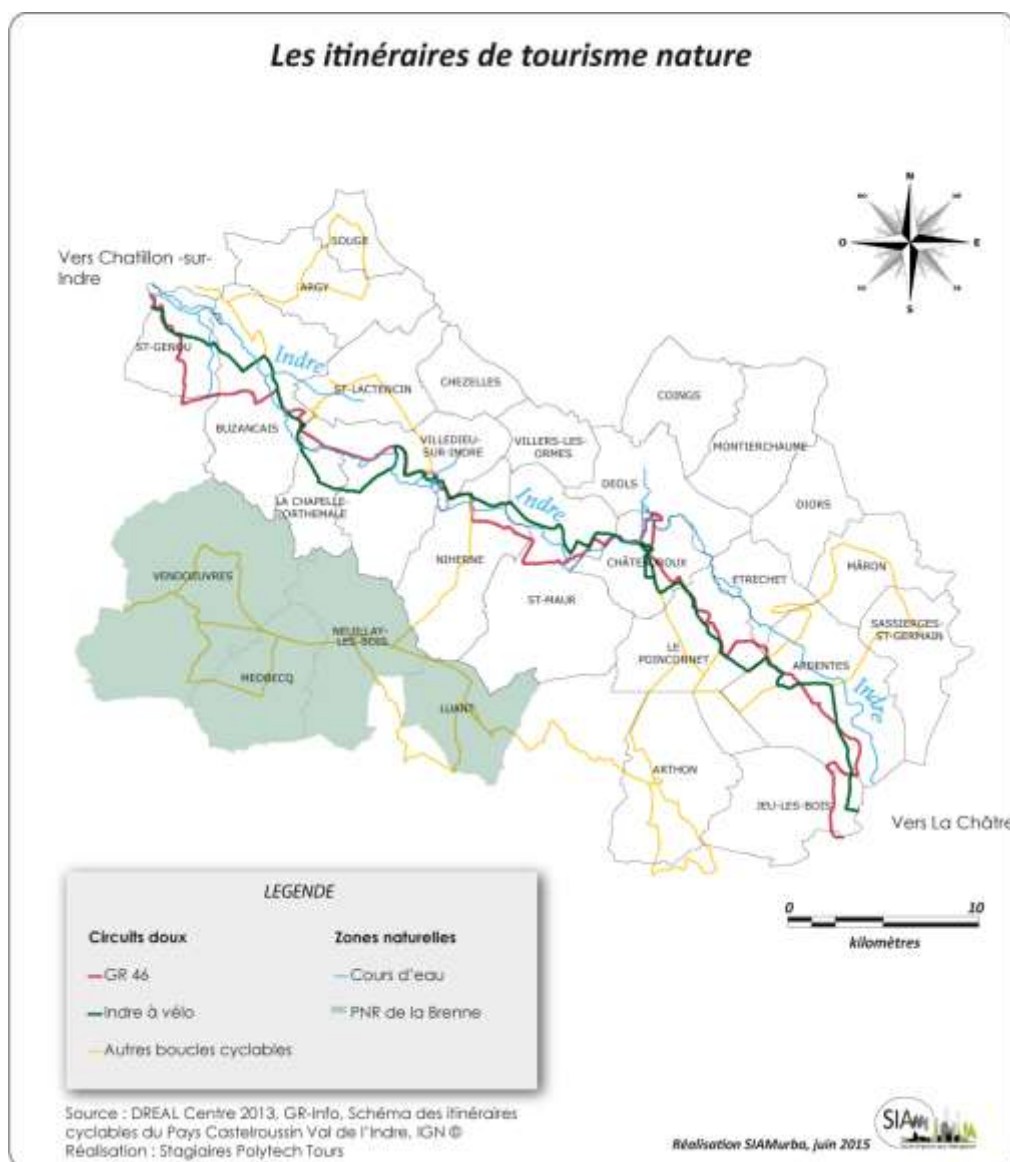 Les itinéraires de tourisme nature
N
O
E
S
Vers Chatillon -sur-
Indre
SOUGE
ARGY
ST-GENOU
Indre
ST-LACTENCIN
CHEZELLES
COINGS
BUZANCAIS
VILLEDIEU-
SUR-INDRE
VILLERS-LES-
ORMES
MONTIERCHAUME
DEOLS
LA CHAPELLE-
ORTHEMALE
Indre
DIORS
NIHERNE
CHÂTEAUROUX
VENDOEUVRES
ETRECHET
MÂRON
ST-MAUR
NEUILLAY-
LES-BOIS
SASSIERGES-
ST-GERMAIN
LE
POINCONNET
MEOBECQ
ARDENTES
Indre
LUANT
ARTHON
JEU-LES-BOIS
Vers La Châtre
0 10
kilomètres
LEGENDE
Circuits doux
GR 46
Indre à vélo
Autres boucles cyclables
Zones naturelles
Cours d'eau
PNR de la Brenne
Source : DREAL Centre 2013, GR-Info, Schéma des itinéraires
cyclables du Pays Castelroussin Val de l'Indre, IGN ©
Réalisation : Stagiaires Polytech Tours
Réalisation SIAMurba, juin 2015
SIAM